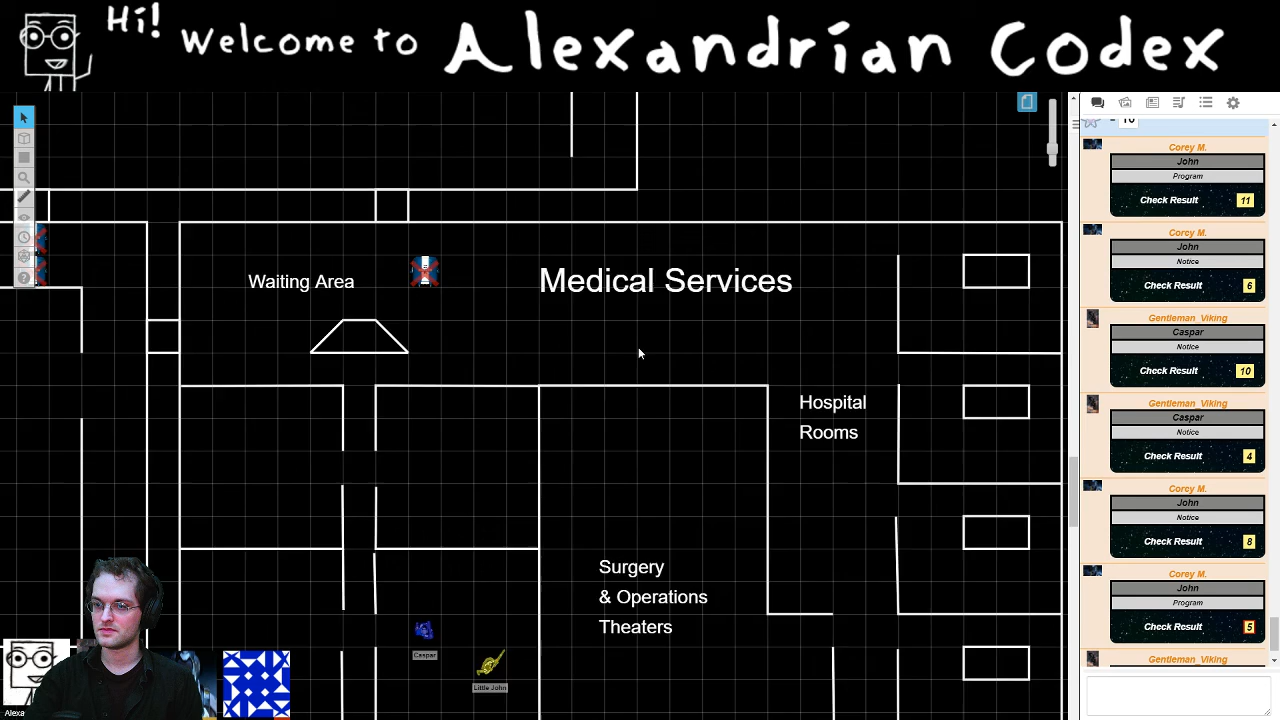 Hi! Welcome to Alexandrian Codex
Waiting Area
Medical Services
Hospital
Rooms
Surgery
& Operations
Theaters
Caspar
Little John
Alexa
Corey M.
John
Program
Check Result 11
Corey M.
John
Notice
Check Result 6
Gentleman_Viking
Caspar
Notice
Check Result 10
Gentleman_Viking
Caspar
Notice
Check Result 4
Corey M.
John
Notice
Check Result 8
Corey M.
John
Program
Check Result 5
Gentleman_Viking